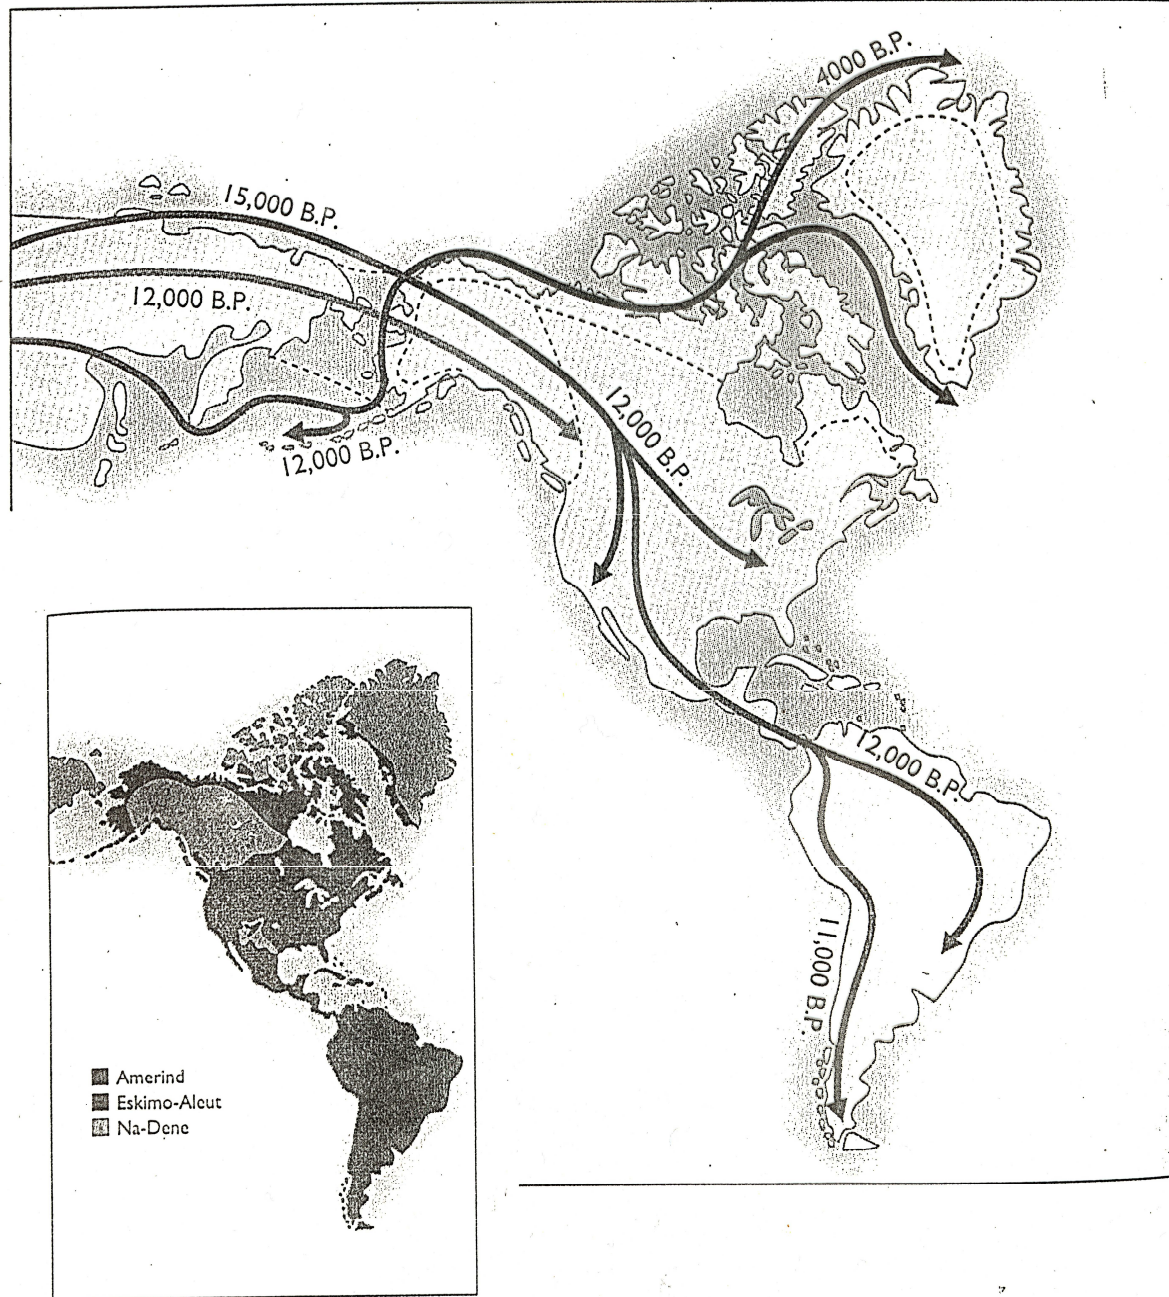 4000 B.P.
15,000 B.P.
12,000 B.P.
12,000 B.P.
12,000 B.P.
12,000 B.P.
11,000 B.P.
Amerind
Eskimo-Aleut
Na-Dene